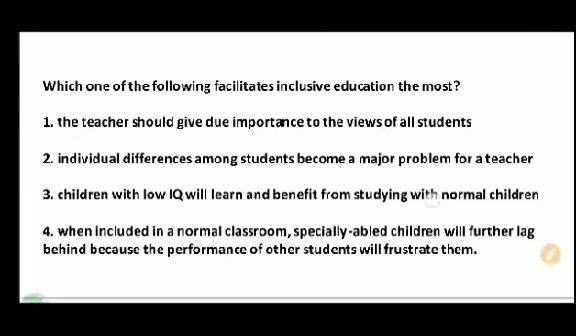 Which one of the following facilitates inclusive education the most?
1. the teacher should give due importance to the views of all students
2. individual differences among students become a major problem for a teacher
3. children with low IQ will learn and benefit from studying with normal children
4. when included in a normal classroom, specially-abled children will further lag
behind because the performance of other students will frustrate them.